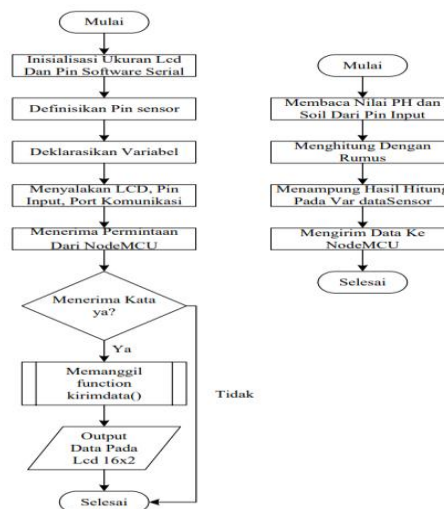 Mulai
Inisialisasi Ukuran Lcd
Dan Pin Software Serial
Definisikan Pin sensor
Deklarasikan Variabel
Menyalakan LCD, Pin
Input, Port Komunikasi
Menerima Permintaan
Dari NodeMCU
Menerima Kata
ya?
Ya
Tidak
Memanggil
function
kirimdata()
Output
Data Pada
Lcd 16x2
Selesai
Mulai
Membaca Nilai PH dan
Soil Dari Pin Input
Menghitung Dengan
Rumus
Menampung Hasil Hitung
Pada Var dataSensor
Mengirim Data Ke
NodeMCU
Selesai